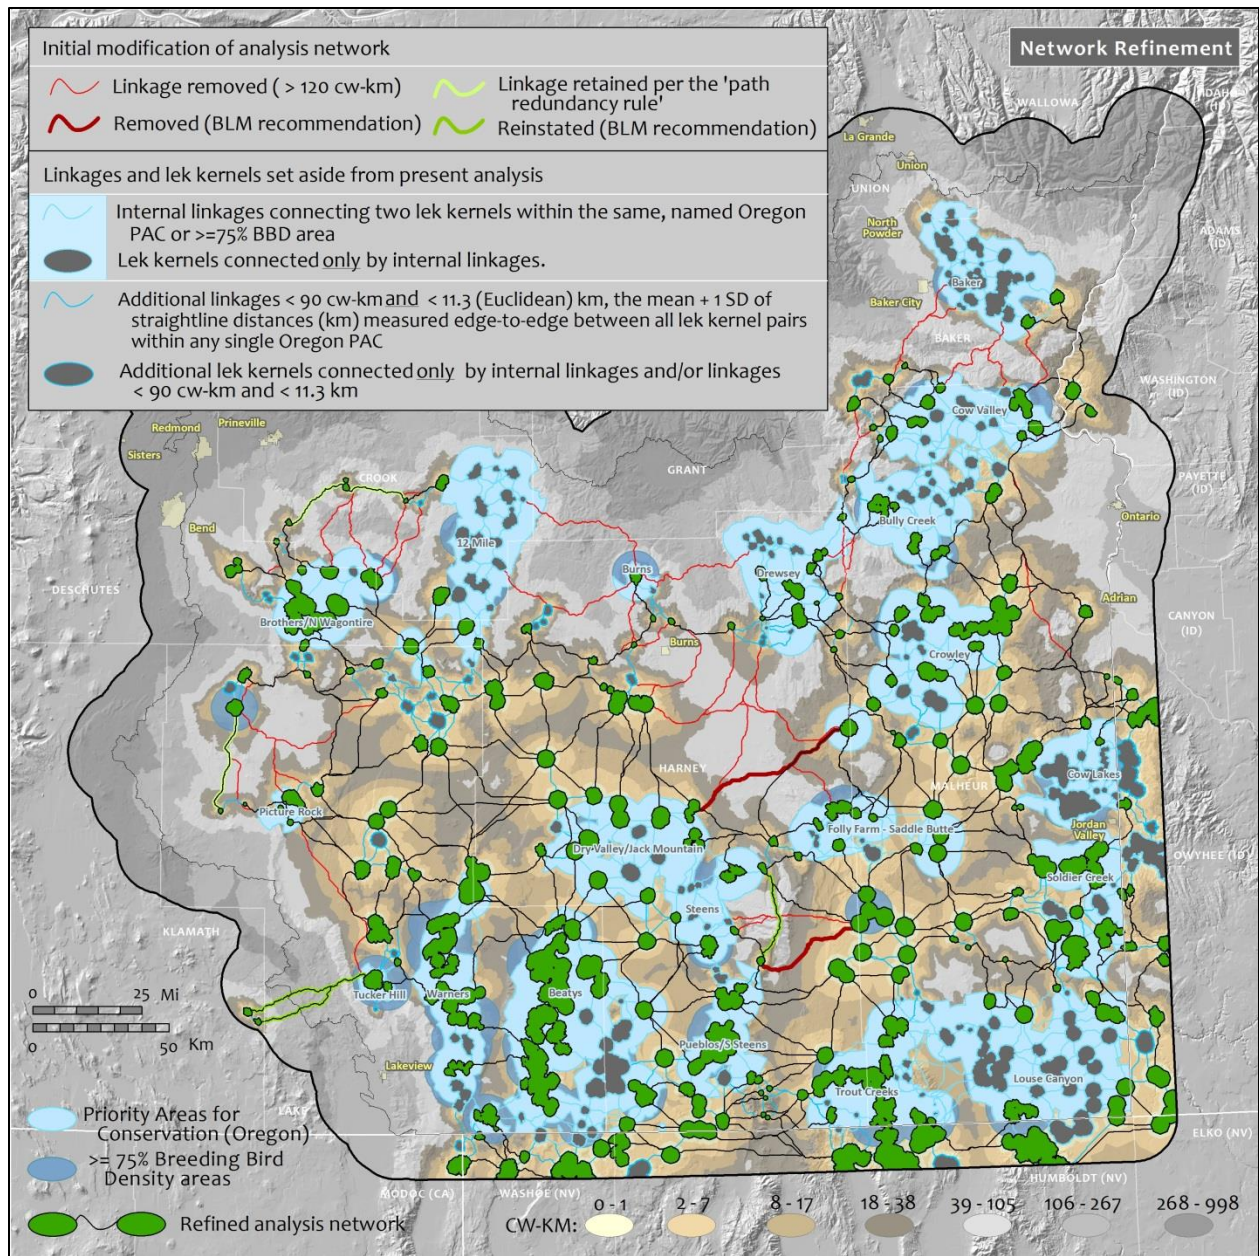 Network Refinement
Initial modification of analysis network
Linkage removed ( > 120 cw-km)
Linkage retained per the 'path
redundancy rule'
Removed (BLM recommendation)
Reinstated (BLM recommendation)
Linkages and lek kernels set aside from present analysis
Internal linkages connecting two lek kernels within the same, named Oregon
PAC or >=75% BBD area
Lek kernels connected only by internal linkages.
Additional linkages < 90 cw-km and < 11.3 (Euclidean) km, the mean + 1 SD of
straightline distances (km) measured edge-to-edge between all lek kernel pairs
within any single Oregon PAC
Additional lek kernels connected only by internal linkages and/or linkages
< 90 cw-km and < 11.3 km
IDAHO
(ID)
WALLOWA
La Grande
Union
UNION
North
Powder
ADAMS
(ID)
Baker
Baker City
BAKER
WASHINGTON
(ID)
Cow Valley
Redmond
Prineville
Sisters
GRANT
CROOK
PAYETTE
(ID)
Ontario
Bend
Bully Creek
12 Mile
Burns
Drewsey
DESCHUTES
Adrian
CANYON
(ID)
Brothers/N Wagontire
Burns
Crowley
HARNEY
MALHEUR
Cow Lakes
Picture Rock
Jordan
Valley
Folly Farm - Saddle Butte
Dry Valley/Jack Mountain
OWYHEE (ID)
Soldier Creek
Steens
KLAMATH
0 25 Mi
Tucker Hill
Warners
Beatys
0 50 Km
Pueblos/S Steens
Lakeview
Trout Creeks
Louse Canyon
LAKE
Priority Areas for
Conservation (Oregon)
ELKO (NV)
>= 75% Breeding Bird
Density areas
MODOC (CA)
WASHOE (NV)
HUMBOLDT (NV)
Refined analysis network
CW-KM:
0 - 1
2 - 7
8 - 17
18 - 38
39 - 105
106 - 267
268 - 998